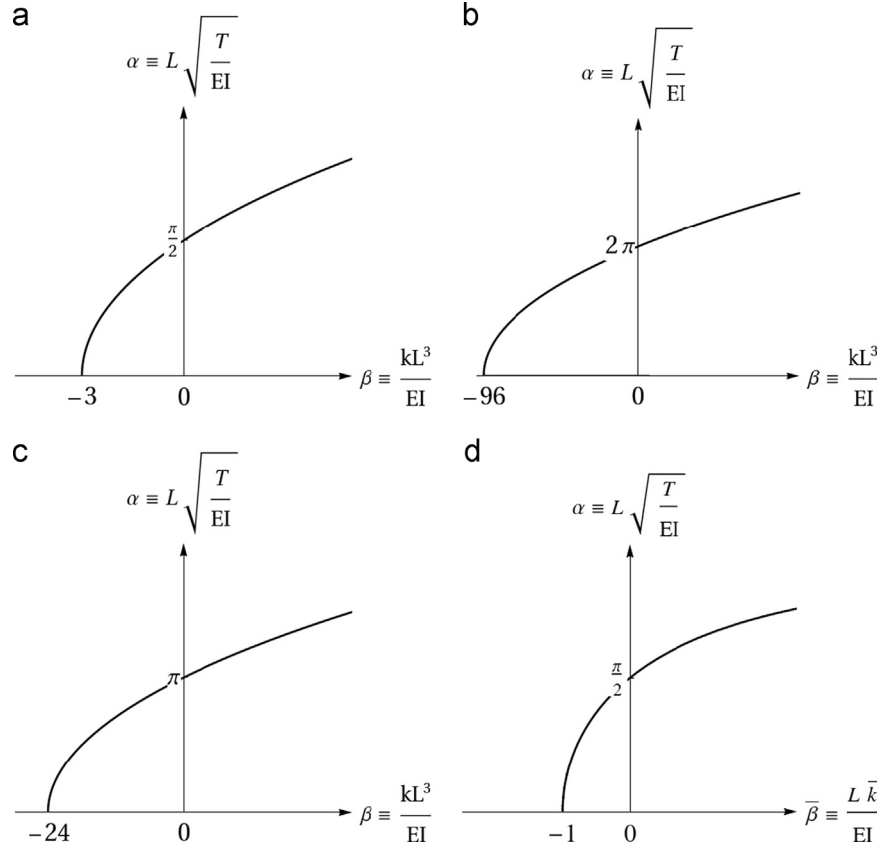 a
α ≡ L √(T/EI)
π/2
−3
0
β ≡ kL³/EI
b
α ≡ L √(T/EI)
2π
−96
0
β ≡ kL³/EI
c
α ≡ L √(T/EI)
π
−24
0
β ≡ kL³/EI
d
α ≡ L √(T/EI)
π/2
−1
0
β̅ ≡ L k̅/EI